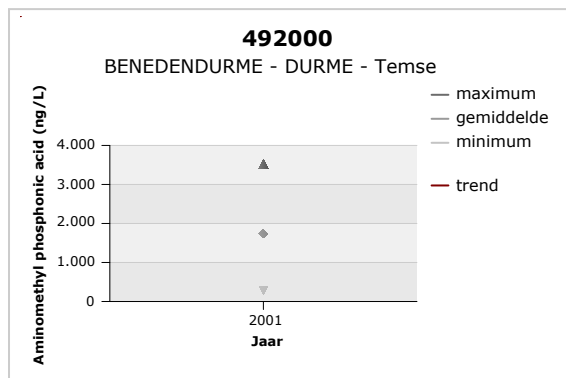 492000
BENEDENDURME - DURME - Temse
maximum
gemiddelde
minimum
trend
Aminomethyl phosphonic acid (ng/L)
4.000
3.000
2.000
1.000
0
2001
Jaar